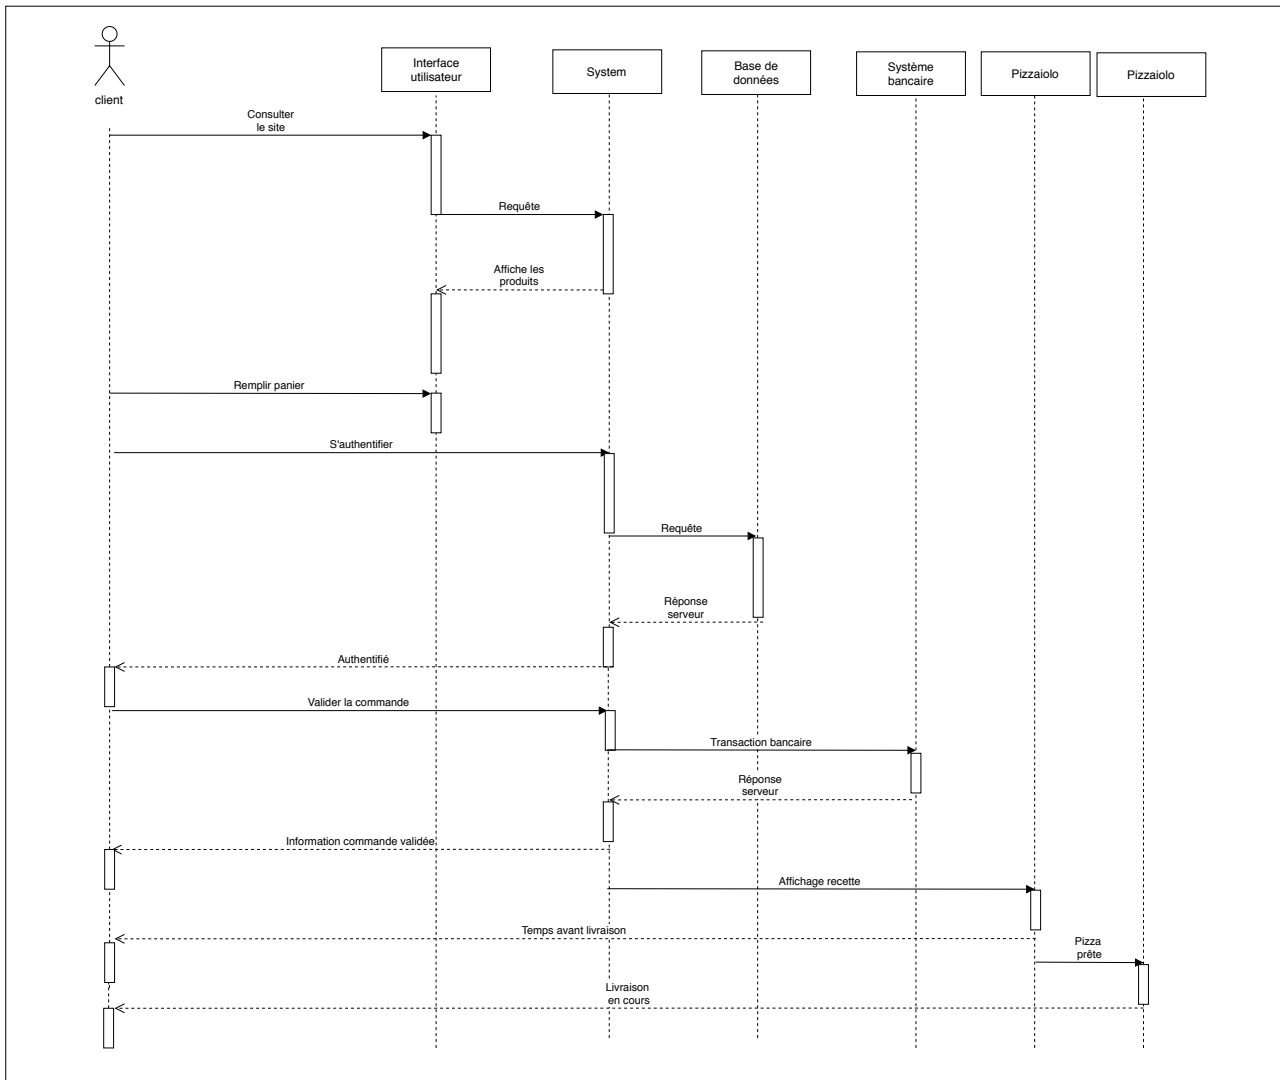 client
Interface
utilisateur
System
Base de
données
Système
bancaire
Pizzaiolo
Pizzaiolo
Consulter
le site
Requête
Affiche les
produits
Remplir panier
S'authentifier
Requête
Réponse
serveur
Authentifié
Valider la commande
Transaction bancaire
Réponse
serveur
Information commande validée
Affichage recette
Temps avant livraison
Pizza
prête
Livraison
en cours